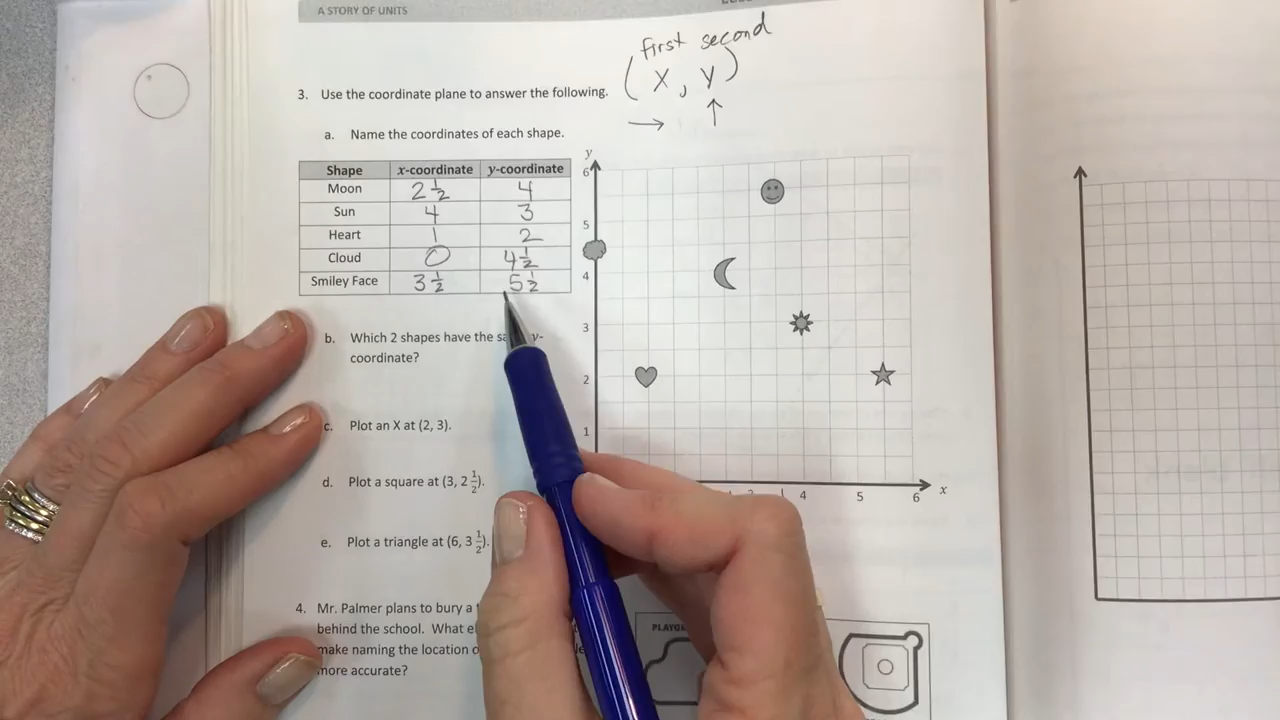 A STORY OF UNITS
first second
(x, y)
→ ↑
3. Use the coordinate plane to answer the following.
a. Name the coordinates of each shape.
Shape x-coordinate y-coordinate
Moon 2 1/2 4
Sun 4 3
Heart 1 2
Cloud 0 4 1/2
Smiley Face 3 1/2 5 1/2
y
6
5
4
3
2
1
4 5 6 x
b. Which 2 shapes have the y-
coordinate?
c. Plot an X at (2, 3).
d. Plot a square at (3, 2 1/2).
e. Plot a triangle at (6, 3 1/2).
4. Mr. Palmer plans to bury a
behind the school. What
make naming the location
more accurate?